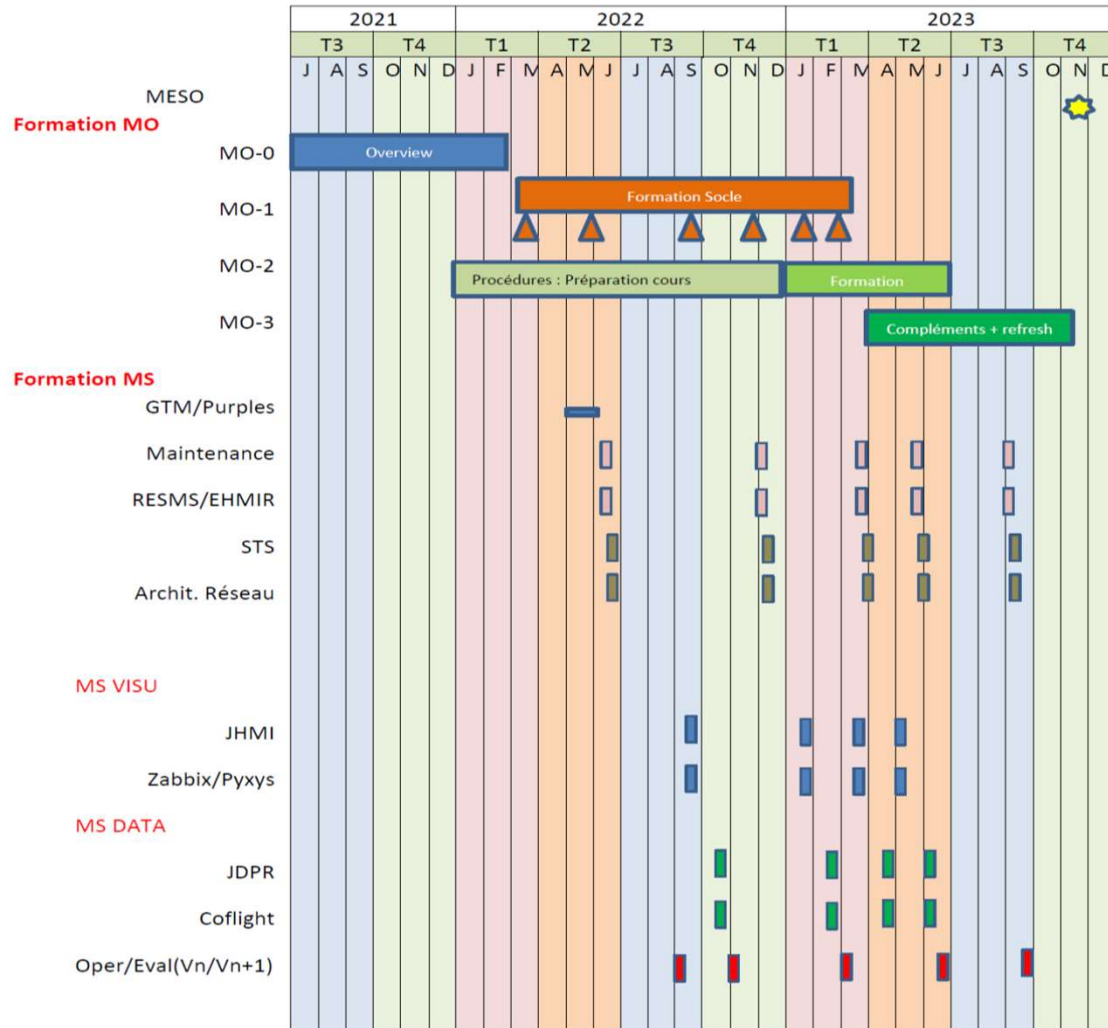 2021 2022 2023
T3 T4 T1 T2 T3 T4 T1 T2 T3 T4
J A S O N D J F M A M J J A S O N D J F M A M J J A S O N D
MESO
Formation MO
MO-0 Overview
MO-1 Formation Socle
MO-2 Procédures : Préparation cours Formation
MO-3 Compléments + refresh
Formation MS
GTM/Purples
Maintenance
RESMS/EHMIR
STS
Archit. Réseau
MS VISU
JHMI
Zabbix/Pyxys
MS DATA
JDPR
Coflight
Oper/Eval(Vn/Vn+1)